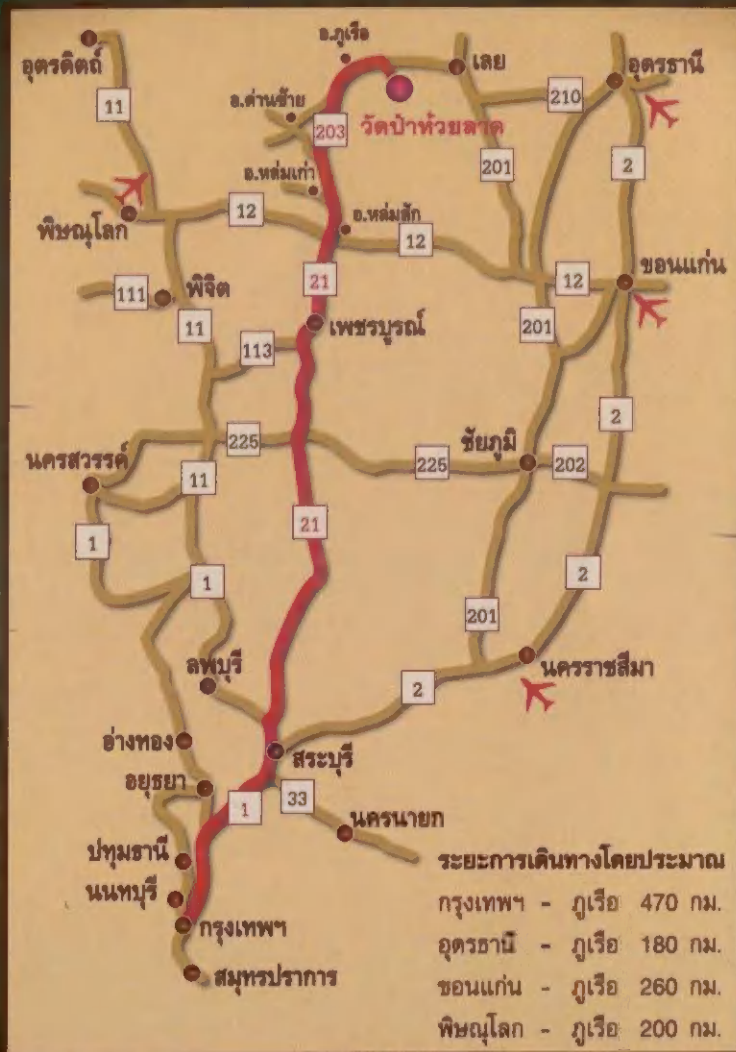 อ.ภูเรือ
อุตรดิตถ์
เลย
อุดรธานี
11
210
อ.ด่านซ้าย
203
วัดป่าห้วยลาด
201
2
อ.หล่มเก่า
12
อ.หล่มสัก
12
พิษณุโลก
12
ขอนแก่น
111
พิจิต
21
11
เพชรบูรณ์
201
113
2
นครสวรรค์
225
ชัยภูมิ
225
202
11
21
1
1
2
201
ลพบุรี
2
นครราชสีมา
อ่างทอง
สระบุรี
อยุธยา
1
33
นครนายก
ปทุมธานี
นนทบุรี
กรุงเทพฯ
สมุทรปราการ
ระยะการเดินทางโดยประมาณ
กรุงเทพฯ - ภูเรือ 470 กม.
อุดรธานี - ภูเรือ 180 กม.
ขอนแก่น - ภูเรือ 260 กม.
พิษณุโลก - ภูเรือ 200 กม.